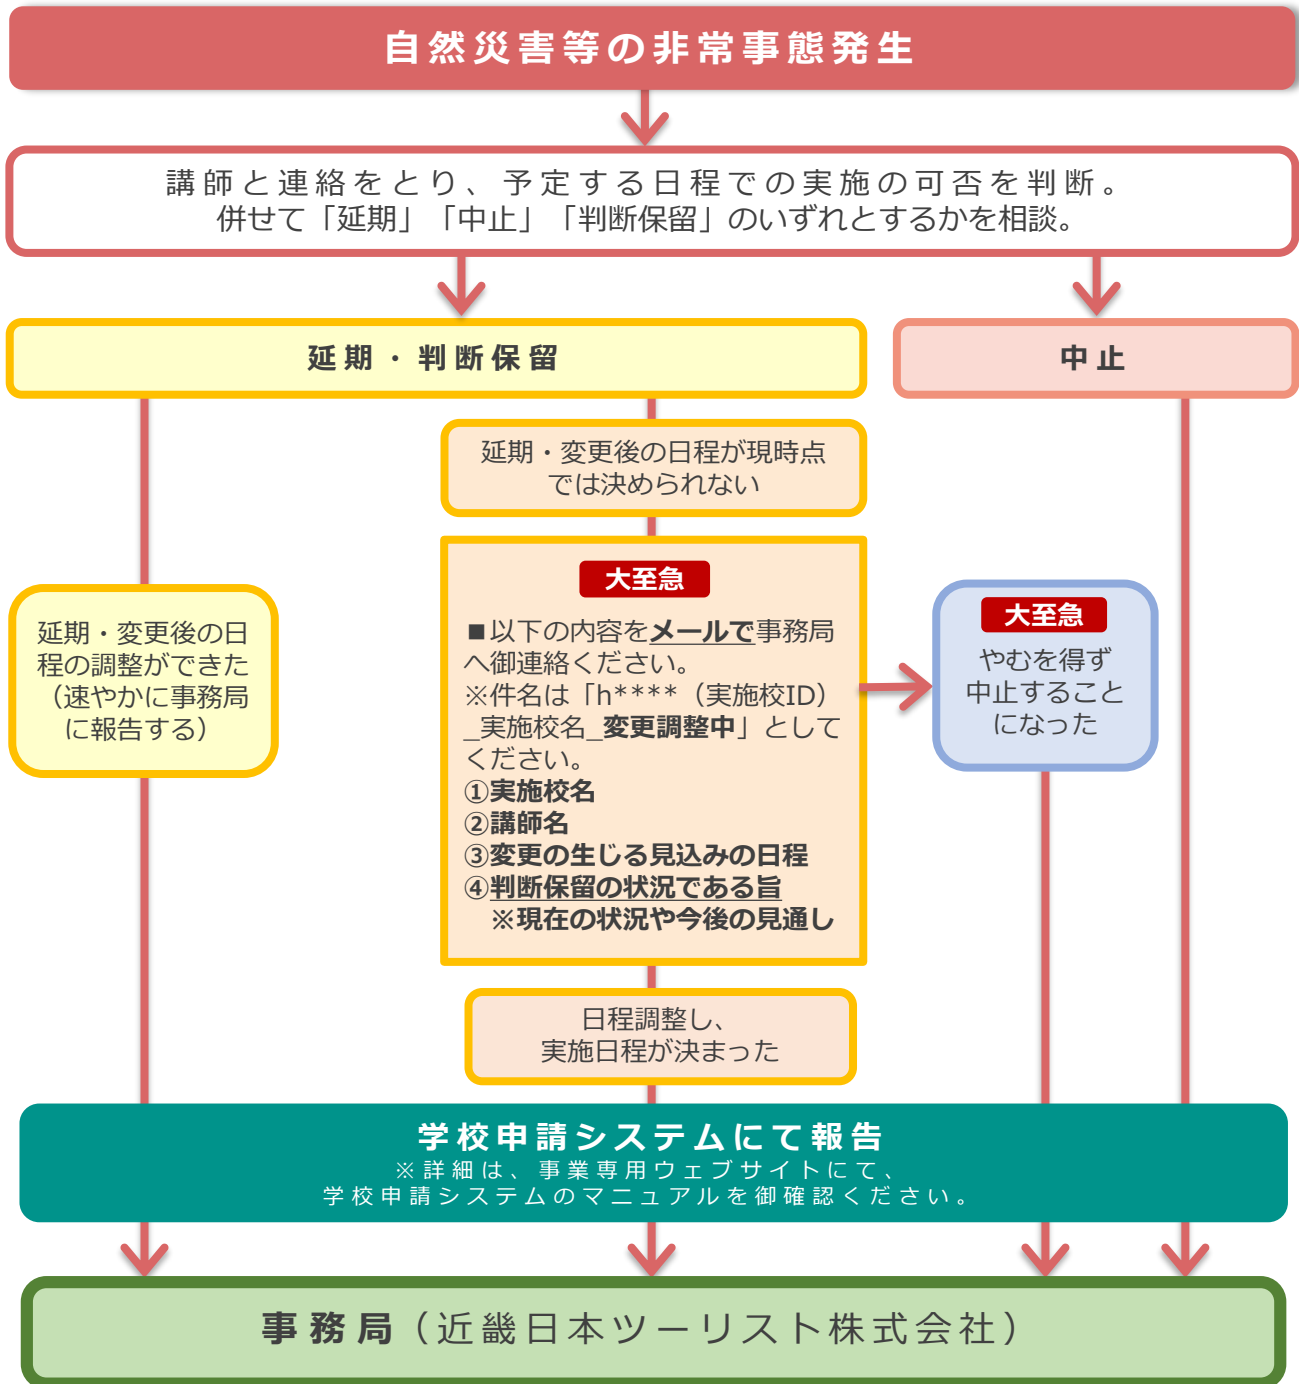 自然災害等の非常事態発生
講師と連絡をとり、予定する日程での実施の可否を判断。
併せて「延期」「中止」「判断保留」のいずれとするかを相談。
延期・判断保留
中止
延期・変更後の日程が現時点
では決められない
大至急
■以下の内容をメールで事務局
へ御連絡ください。
※件名は「h****（実施校ID）
_実施校名_変更調整中」として
ください。
①実施校名
②講師名
③変更の生じる見込みの日程
④判断保留の状況である旨
※現在の状況や今後の見通し
延期・変更後の日
程の調整ができた
（速やかに事務局
に報告する）
大至急
やむを得ず
中止すること
になった
日程調整し、
実施日程が決まった
学校申請システムにて報告
※詳細は、事業専用ウェブサイトにて、
学校申請システムのマニュアルを御確認ください。
事務局（近畿日本ツーリスト株式会社）